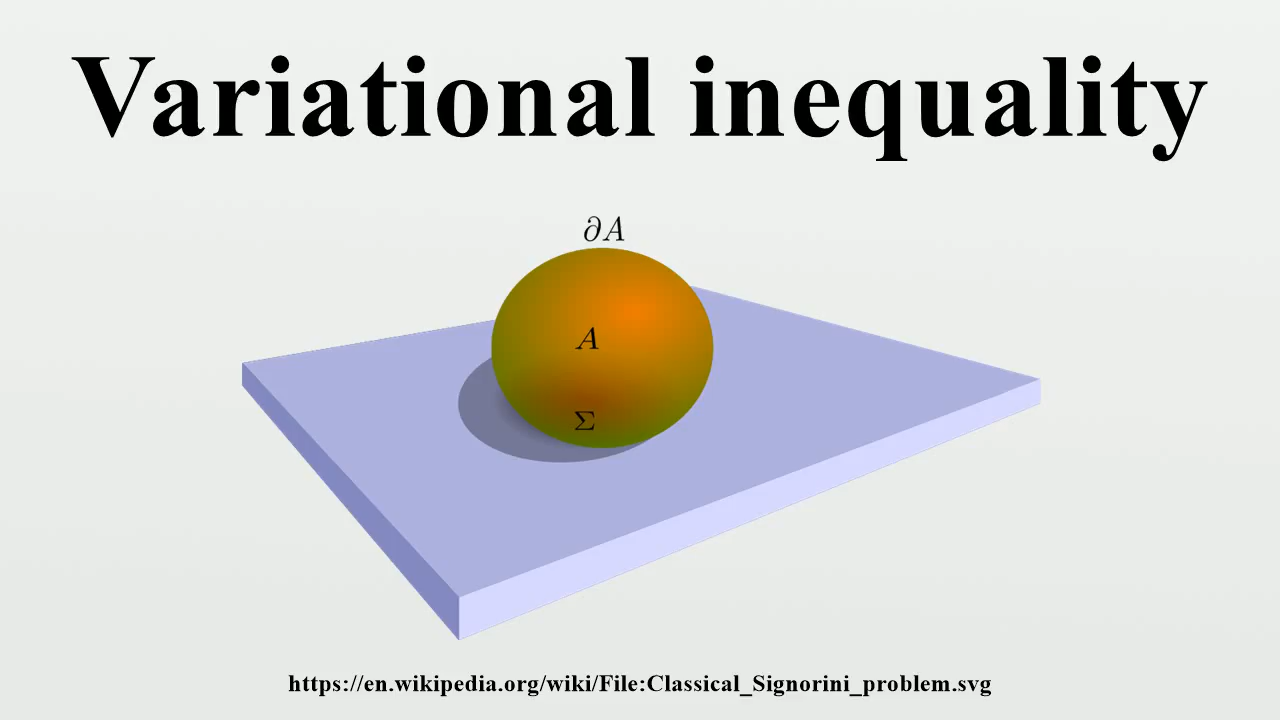 Variational inequality
∂A
A
Σ
https://en.wikipedia.org/wiki/File:Classical_Signorini_problem.svg